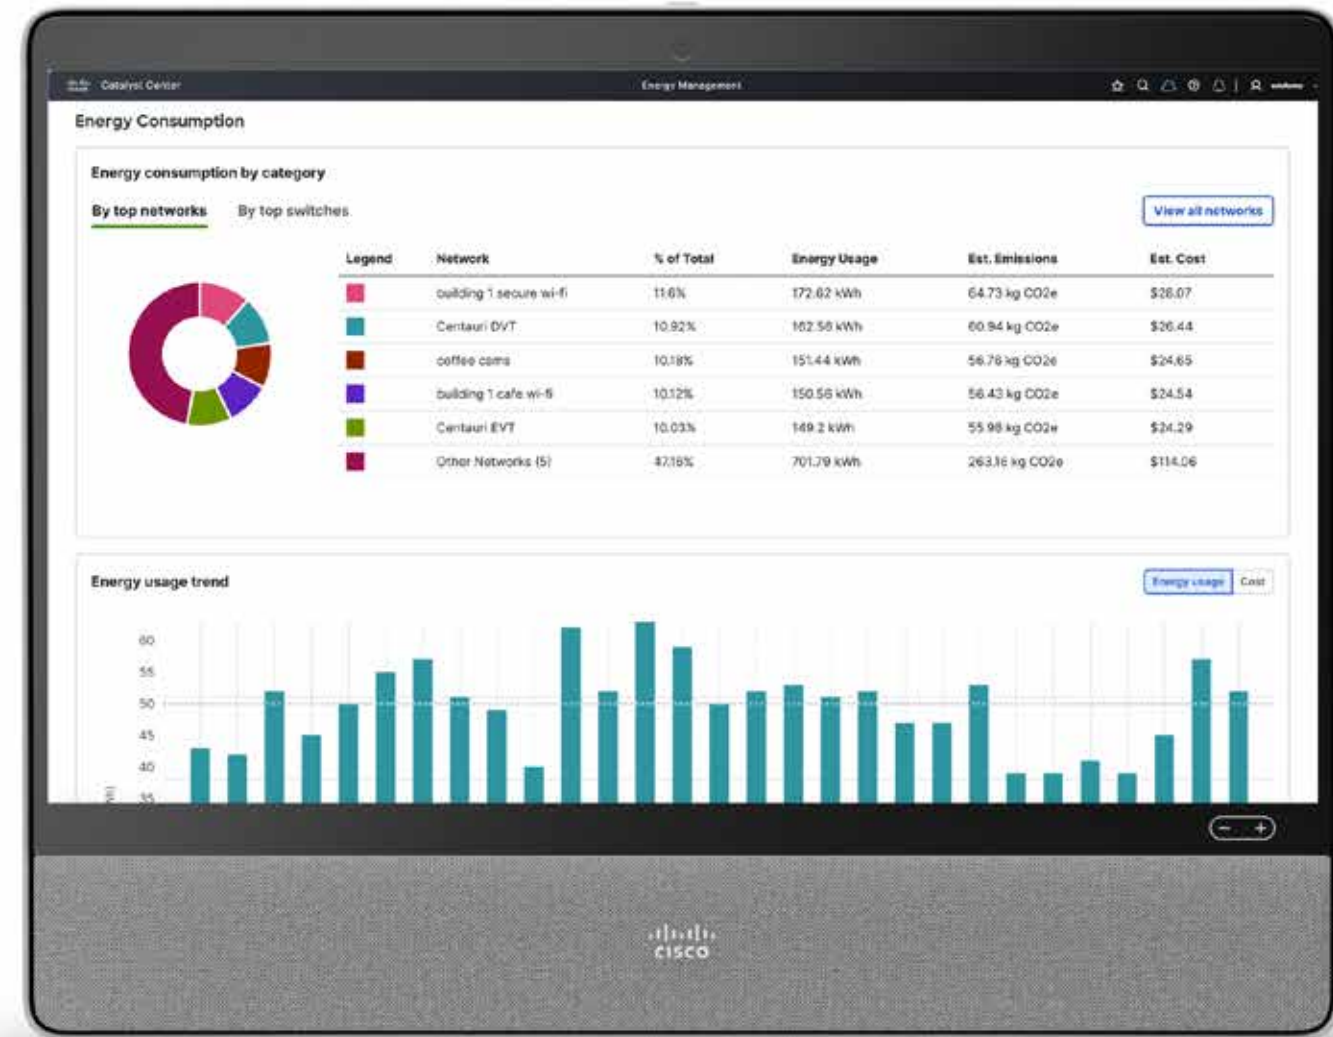 Catalyst Center Energy Management
Energy Consumption
Energy consumption by category
By top networks By top switches View all networks
Legend Network % of Total Energy Usage Est. Emissions Est. Cost
building 1 secure wi-fi 11.6% 172.62 kWh 64.73 kg CO2e $28.07
Centauri DVT 10.92% 162.56 kWh 60.94 kg CO2e $26.44
coffee cams 10.18% 151.44 kWh 56.76 kg CO2e $24.65
building 1 cafe wi-fi 10.12% 150.56 kWh 56.43 kg CO2e $24.54
Centauri EVT 10.03% 149.2 kWh 55.98 kg CO2e $24.29
Other Networks (5) 47.16% 701.79 kWh 263.16 kg CO2e $114.06
Energy usage trend Energy usage Cost
60
55
50
45
40
35
CISCO